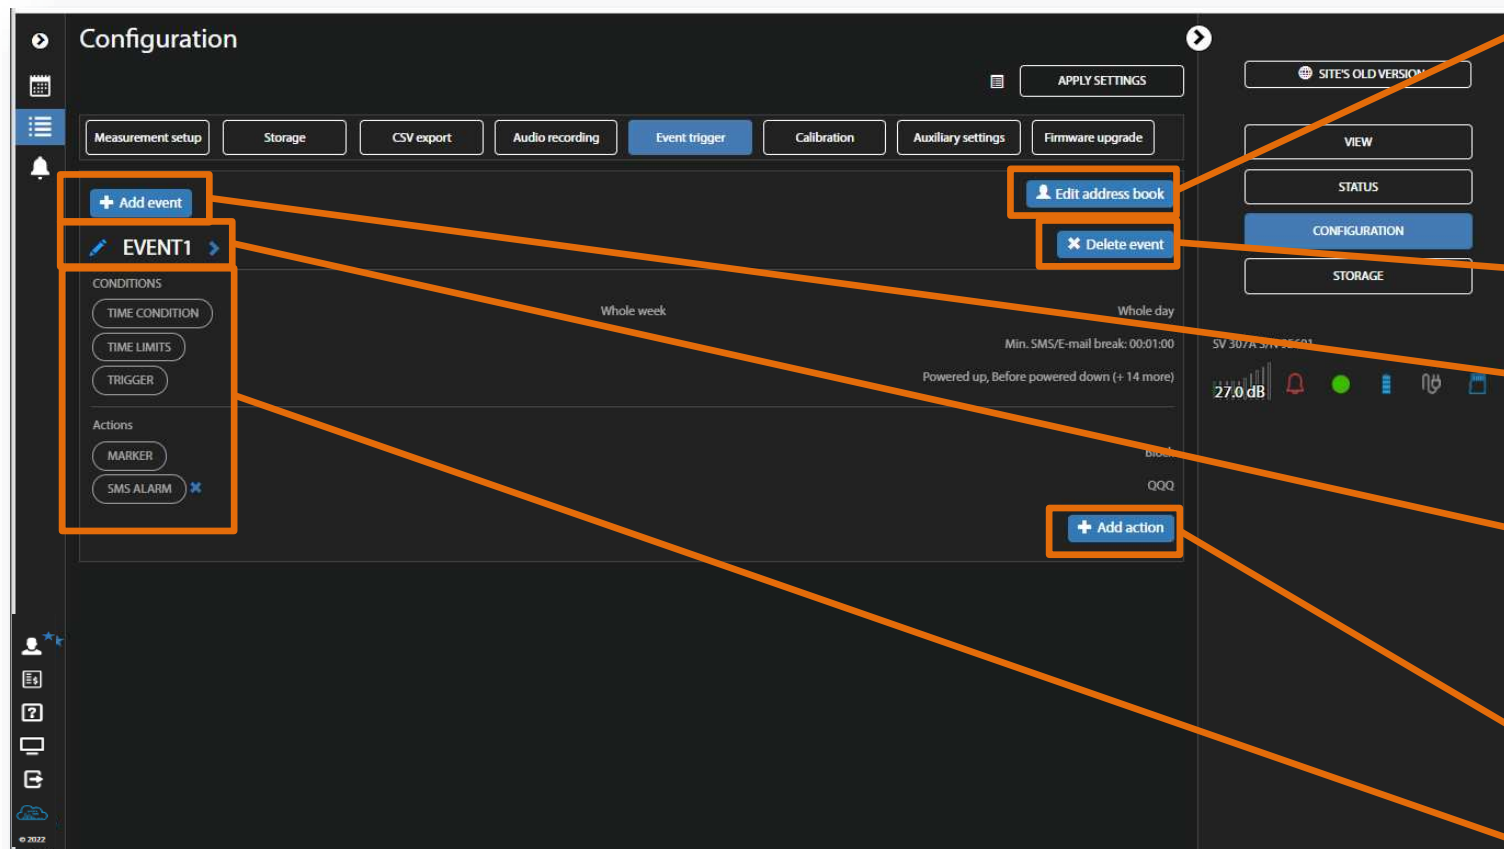 Configuration
APPLY SETTINGS
SITE'S OLD VERSION
Measurement setup
Storage
CSV export
Audio recording
Event trigger
Calibration
Auxiliary settings
Firmware upgrade
VIEW
STATUS
CONFIGURATION
STORAGE
Add event
Edit address book
EVENT1
Delete event
CONDITIONS
TIME CONDITION Whole week Whole day
TIME LIMITS Min. SMS/E-mail break: 00:01:00
TRIGGER Powered up, Before powered down (+ 14 more)
Actions
MARKER Block
SMS ALARM QQQ
Add action
SV 307A S/N
27.0 dB
© 2022